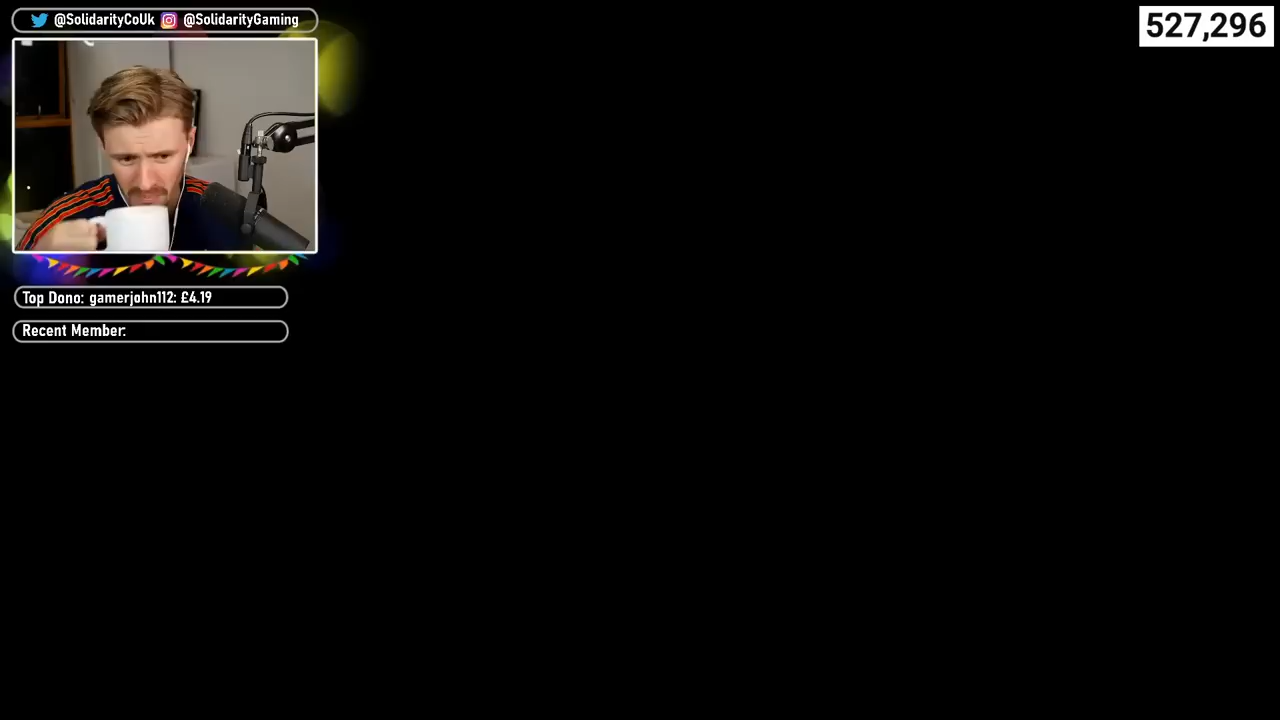 @SolidarityCoUk @SolidarityGaming
527,296
Top Dono: gamerjohn112: £4.19
Recent Member: